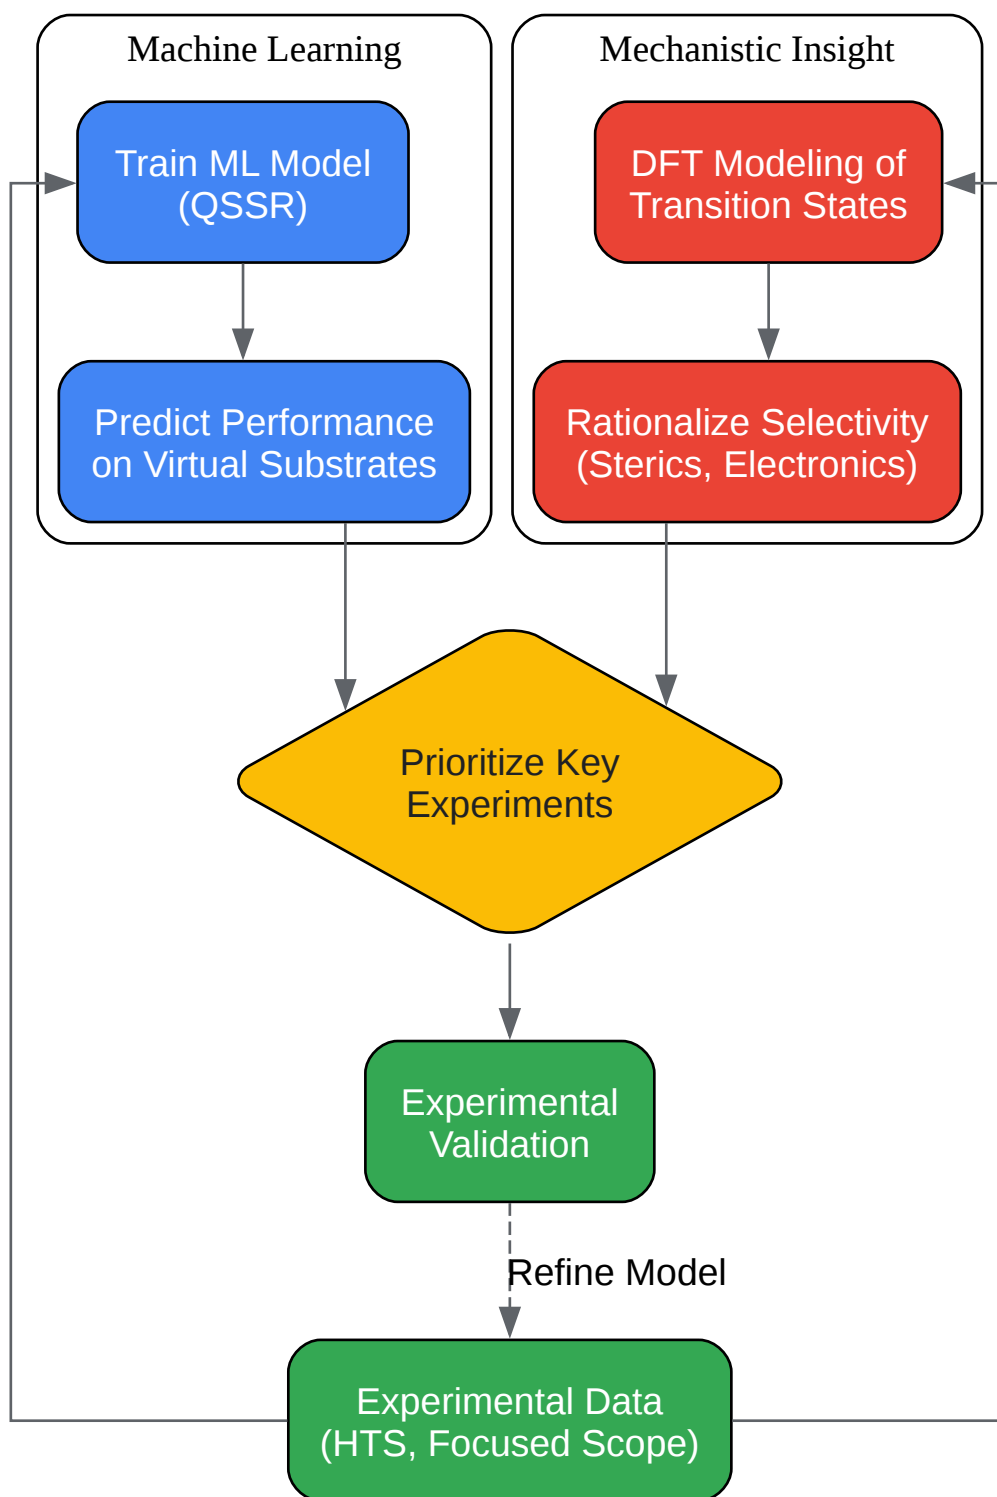 Machine Learning
Train ML Model
(QSSR)
Predict Performance
on Virtual Substrates
Mechanistic Insight
DFT Modeling of
Transition States
Rationalize Selectivity
(Sterics, Electronics)
Prioritize Key
Experiments
Experimental
Validation
Refine Model
Experimental Data
(HTS, Focused Scope)